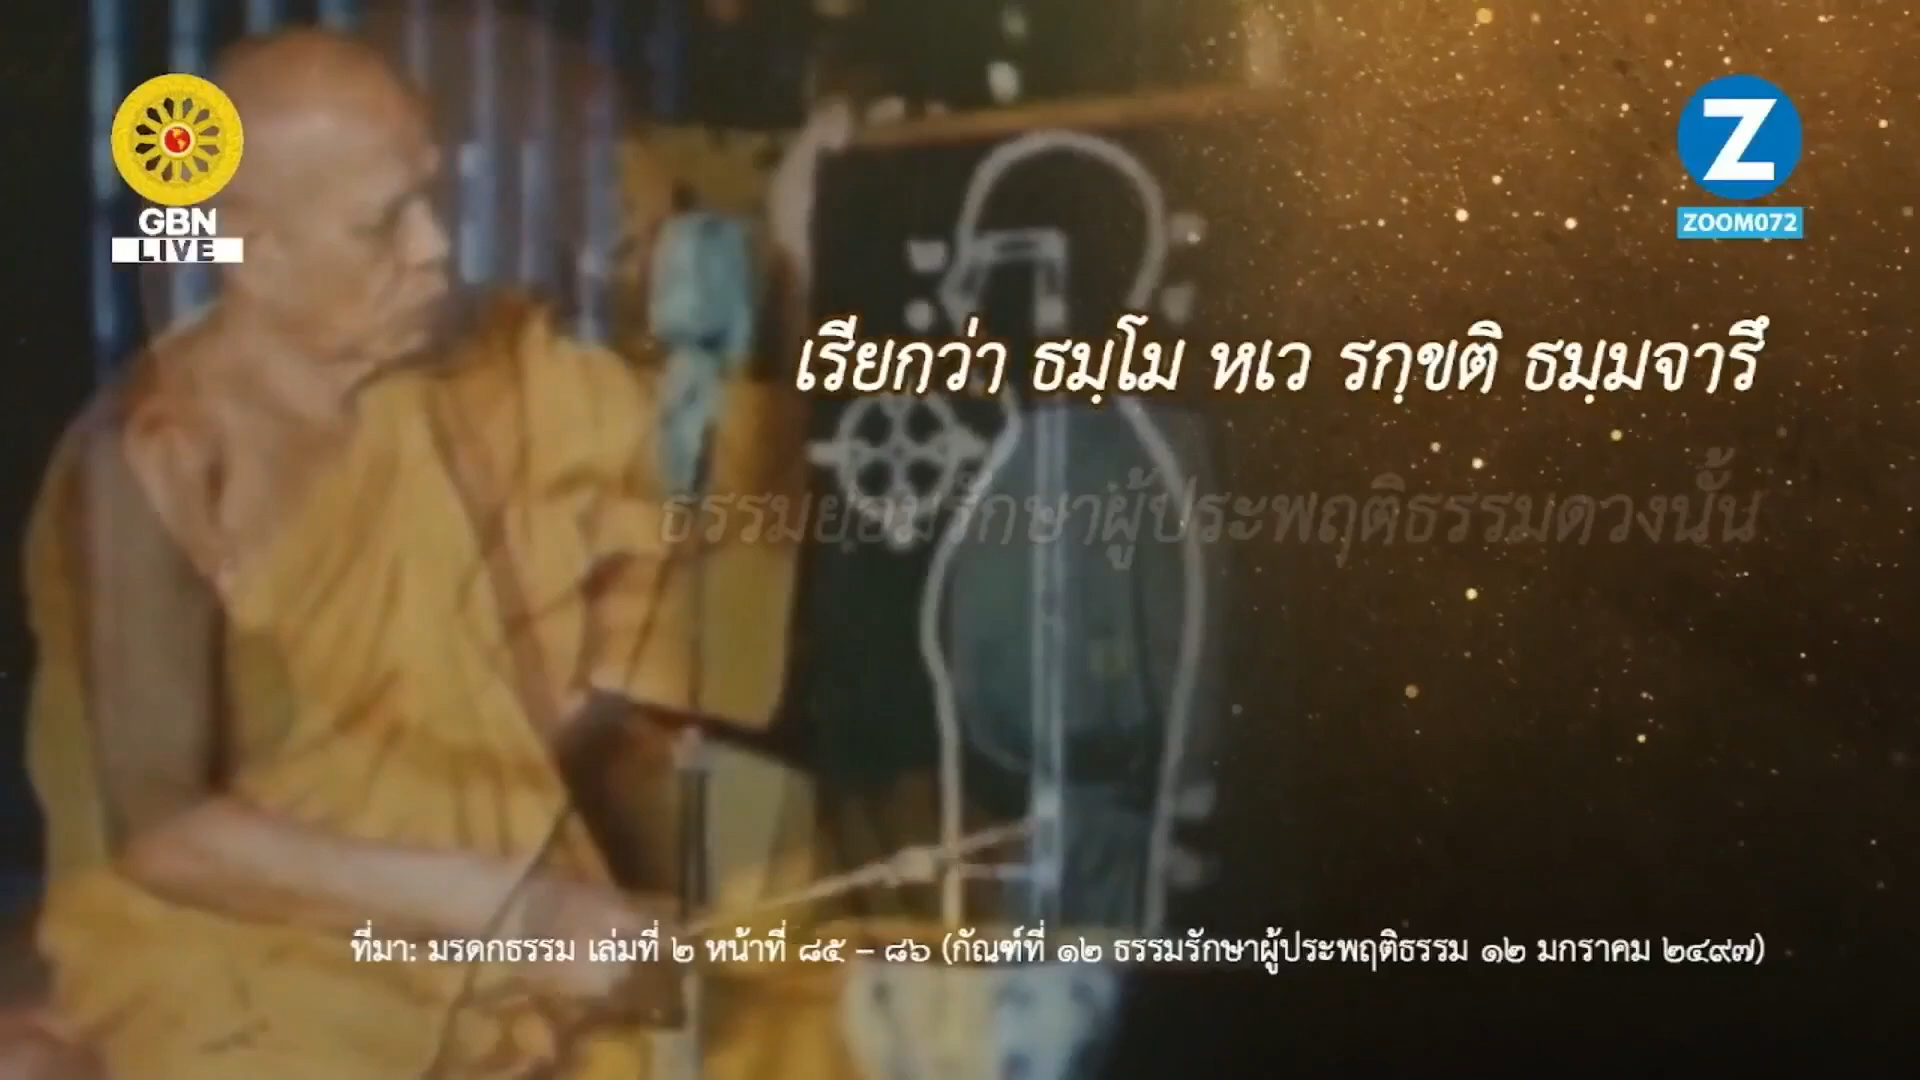 GBN
LIVE
Z
ZOOM072
เรียกว่า ธมฺโม หเว รกฺขติ ธมฺมจารึ
ธรรมย่อมรักษาผู้ประพฤติธรรมดวงนั้น
ที่มา: มรดกธรรม เล่มที่ ๒ หน้าที่ ๘๕ – ๘๖ (กัณฑ์ที่ ๑๒ ธรรมรักษาผู้ประพฤติธรรม ๑๒ มกราคม ๒๔๙๗)